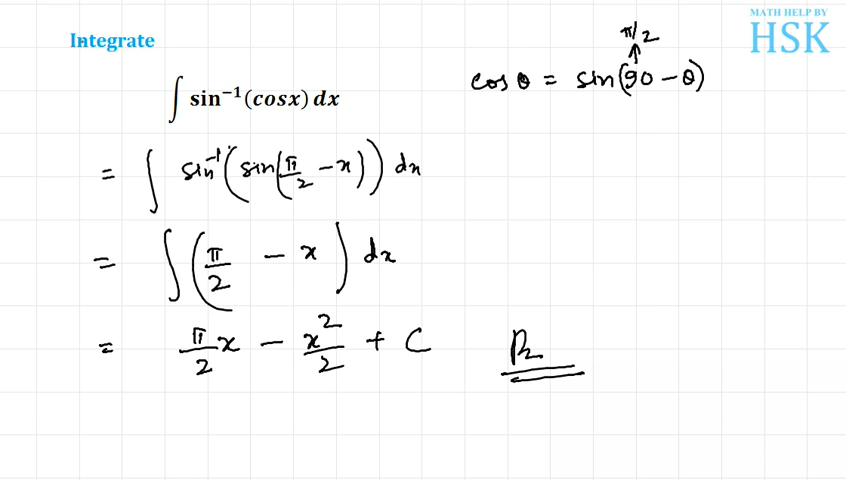 MATH HELP BY
HSK
Integrate
∫ sin⁻¹(cosx) dx
π/2
↑
cos θ = sin(90 − θ)
= ∫ sin⁻¹(sin(π/2 − x)) dx
= ∫ (π/2 − x) dx
= π/2 x − x²/2 + C